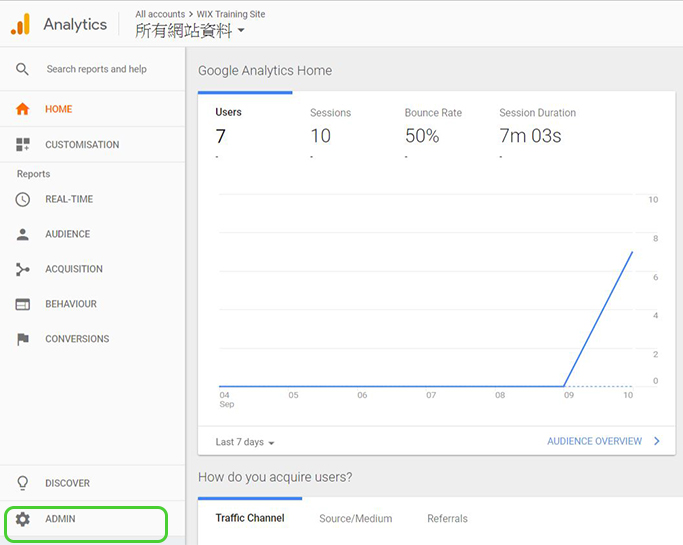 Analytics
All accounts > WIX Training Site
所有網站資料
Search reports and help
HOME
CUSTOMISATION
Reports
REAL-TIME
AUDIENCE
ACQUISITION
BEHAVIOUR
CONVERSIONS
DISCOVER
ADMIN
Google Analytics Home
Users Sessions Bounce Rate Session Duration
7 10 50% 7m 03s
- - - -
10
8
6
4
2
0
04 05 06 07 08 09 10
Sep
Last 7 days AUDIENCE OVERVIEW
How do you acquire users?
Traffic Channel Source/Medium Referrals